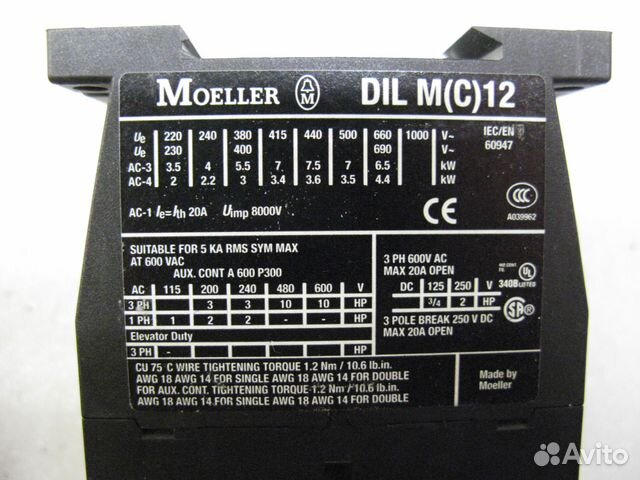 MOELLER M DIL M(C)12
Ue 220 240 380 415 440 500 660 1000 V~ IEC/EN
Ue 230 400 690 V~ 60947
AC-3 3.5 4 5.5 7 7.5 7 6.5 kW
AC-4 2 2.2 3 3.4 3.6 3.5 4.4 kW
AC-1 Ie=Ith 20A Uimp 8000V
CE
CCC
A039962
SUITABLE FOR 5 KA RMS SYM MAX
AT 600 VAC
AUX. CONT A 600 P300
AC 115 200 240 480 600 V
3 PH 3 3 10 10 HP
1 PH 1 2 2 - - HP
Elevator Duty
3 PH - - - HP
3 PH 600V AC
MAX 20A OPEN
DC 125 250 V
3/4 2 HP
3 POLE BREAK 250 V DC
MAX 20A OPEN
IND.CONT.
EQ.
340B LISTED
UL
SA
CU 75°C WIRE TIGHTENING TORQUE 1.2 Nm / 10.6 lb.in.
AWG 18 AWG 14 FOR SINGLE AWG 18 AWG 14 FOR DOUBLE
FOR AUX. CONT. TIGHTENING TORQUE 1.2 Nm / 10.6 lb.in.
AWG 18 AWG 14 FOR SINGLE AWG 18 AWG 14 FOR DOUBLE
Made by
Moeller
Avito